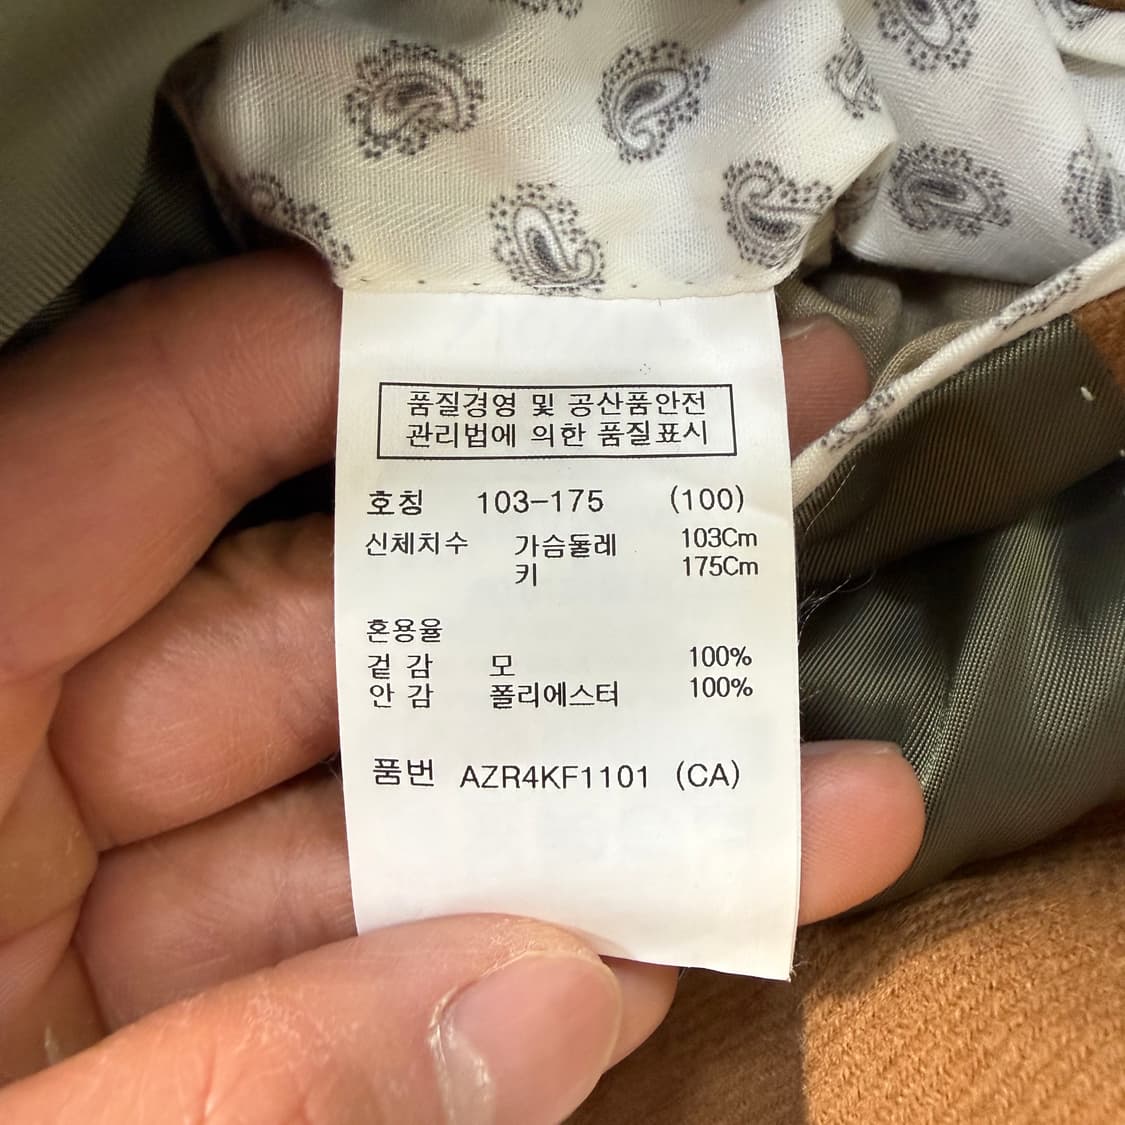 품질경영 및 공산품안전
관리법에 의한 품질표시
호칭 103-175 (100)
신체치수 가슴둘레 103Cm
키 175Cm
혼용율
겉 감 모 100%
안 감 폴리에스터 100%
품번 AZR4KF1101 (CA)